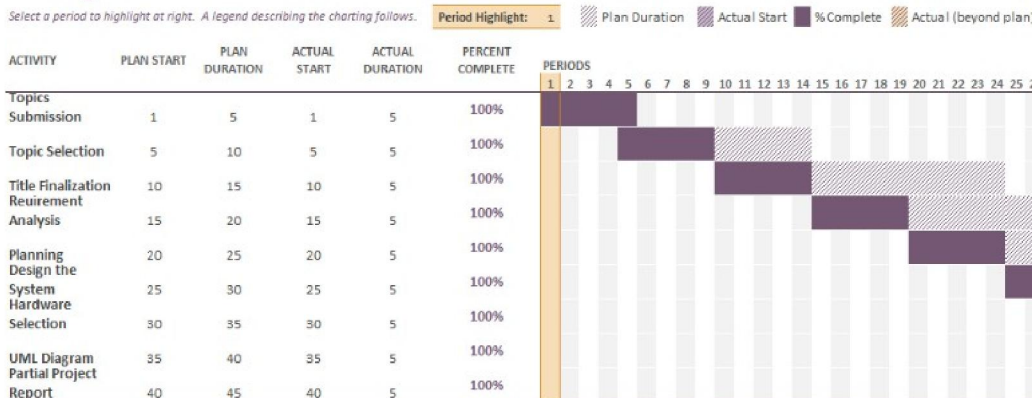 Select a period to highlight at right. A legend describing the charting follows. Period Highlight: 1 Plan Duration Actual Start % Complete Actual (beyond plan)
ACTIVITY PLAN START PLAN DURATION ACTUAL START ACTUAL DURATION PERCENT COMPLETE PERIODS
1 2 3 4 5 6 7 8 9 10 11 12 13 14 15 16 17 18 19 20 21 22 23 24 25
Topics
Submission 1 5 1 5 100%
Topic Selection 5 10 5 5 100%
Title Finalization 10 15 10 5 100%
Reuirement
Analysis 15 20 15 5 100%
Planning 20 25 20 5 100%
Design the
System 25 30 25 5 100%
Hardware
Selection 30 35 30 5 100%
UML Diagram 35 40 35 5 100%
Partial Project
Report 40 45 40 5 100%